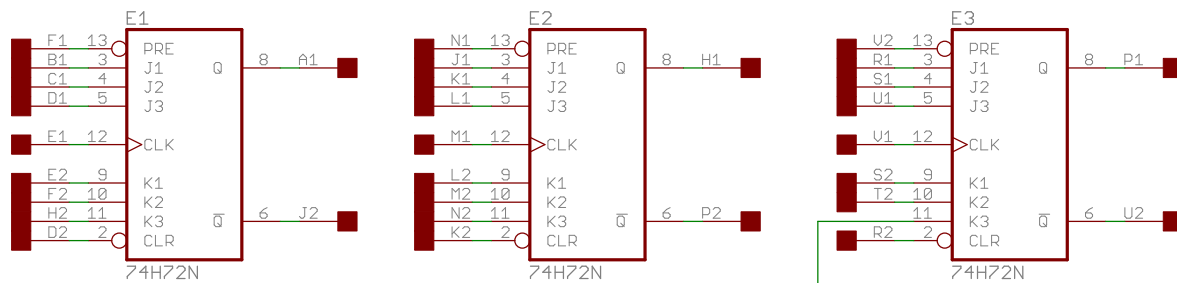 E1
F1 13 PRE
B1 3 J1 Q 8 A1
C1 4 J2
D1 5 J3
E1 12 CLK
E2 9 K1
F2 10 K2
H2 11 K3 Q 6 J2
D2 2 CLR
74H72N
E2
N1 13 PRE
J1 3 J1 Q 8 H1
K1 4 J2
L1 5 J3
M1 12 CLK
L2 9 K1
M2 10 K2
N2 11 K3 Q 6 P2
K2 2 CLR
74H72N
E3
V2 13 PRE
R1 3 J1 Q 8 P1
S1 4 J2
U1 5 J3
V1 12 CLK
S2 9 K1
T2 10 K2
11 K3 Q 6 U2
R2 2 CLR
74H72N